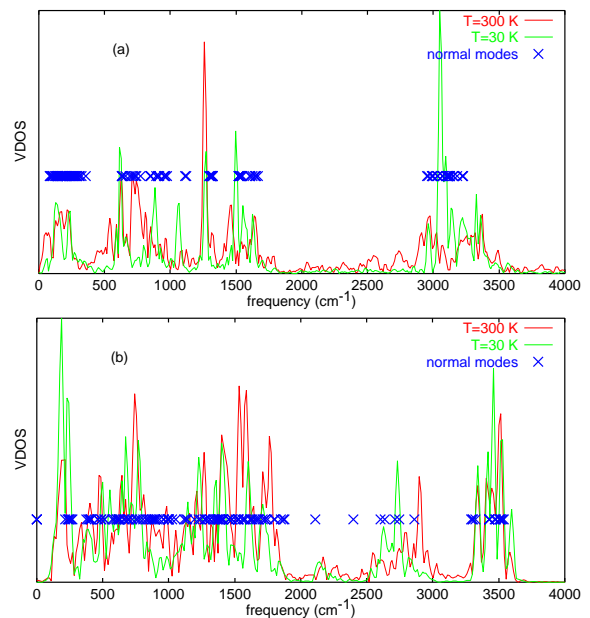 T=300 K
(a)
T=30 K
normal modes
VDOS
0 500 1000 1500 2000 2500 3000 3500 4000
frequency (cm-1)
T=300 K
(b)
T=30 K
normal modes
VDOS
0 500 1000 1500 2000 2500 3000 3500 4000
frequency (cm-1)